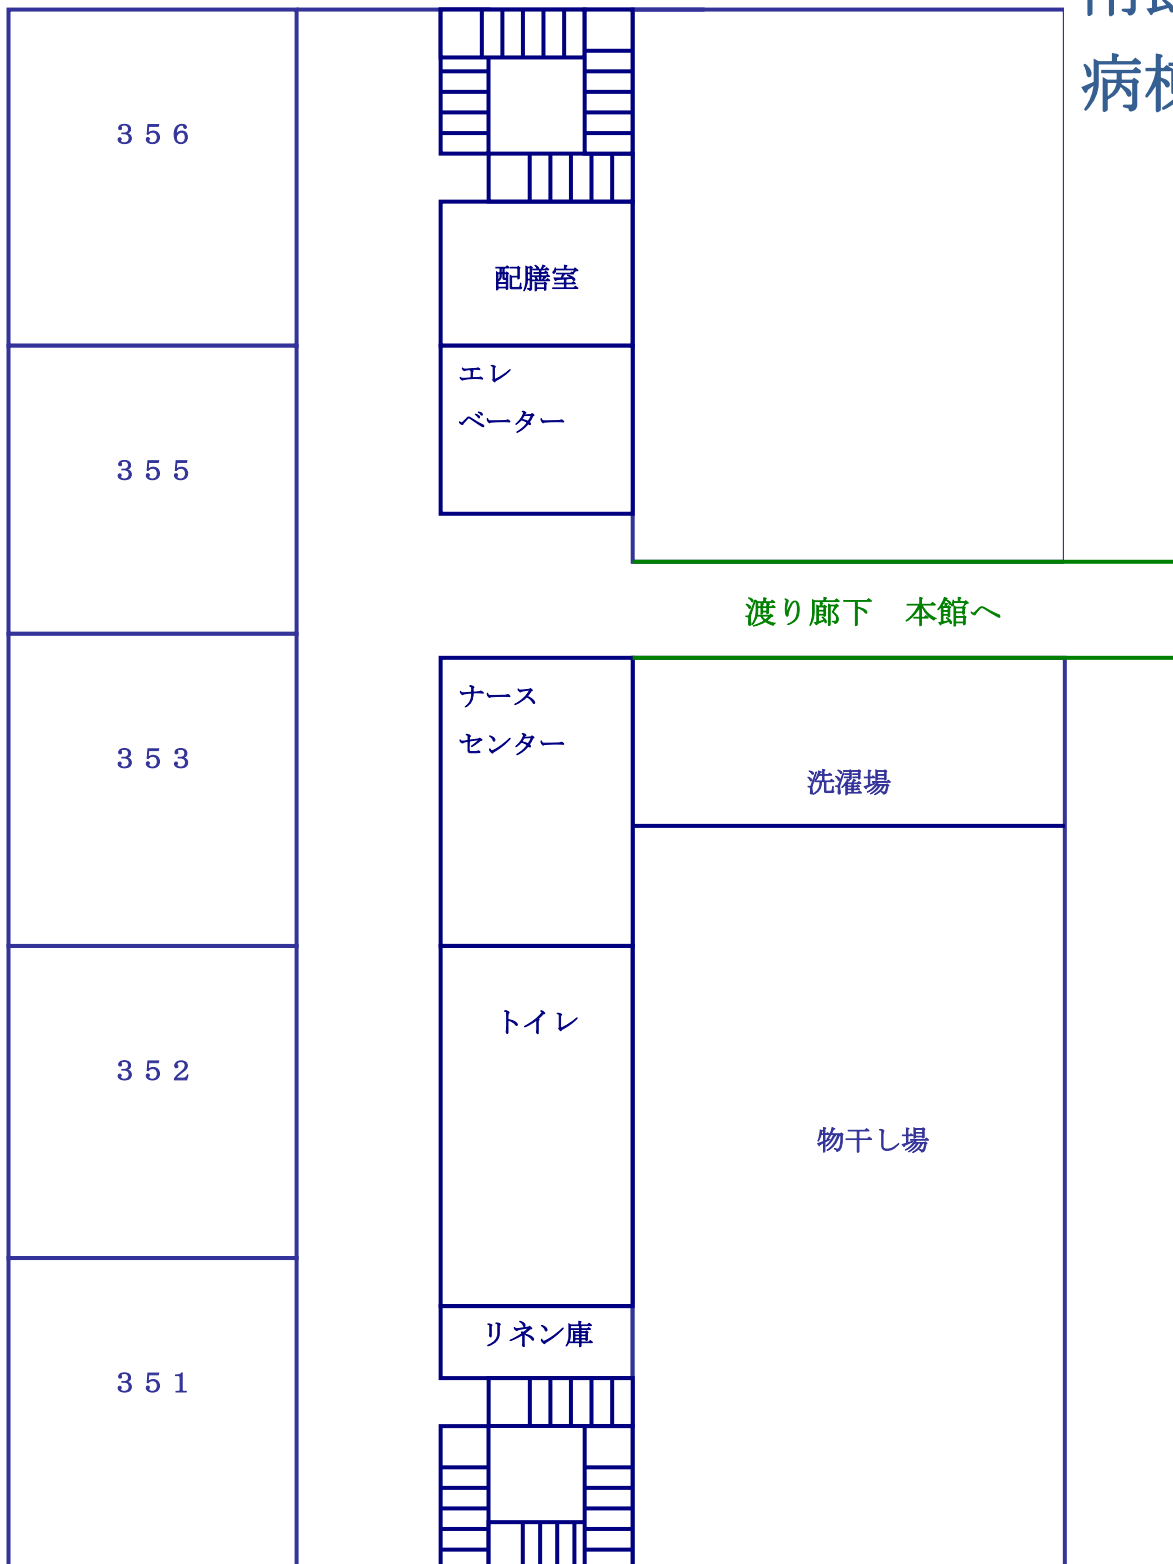 病棟
３５６
配膳室
エレ
ベーター
３５５
渡り廊下　本館へ
ナース
センター
３５３
洗濯場
トイレ
３５２
物干し場
リネン庫
３５１